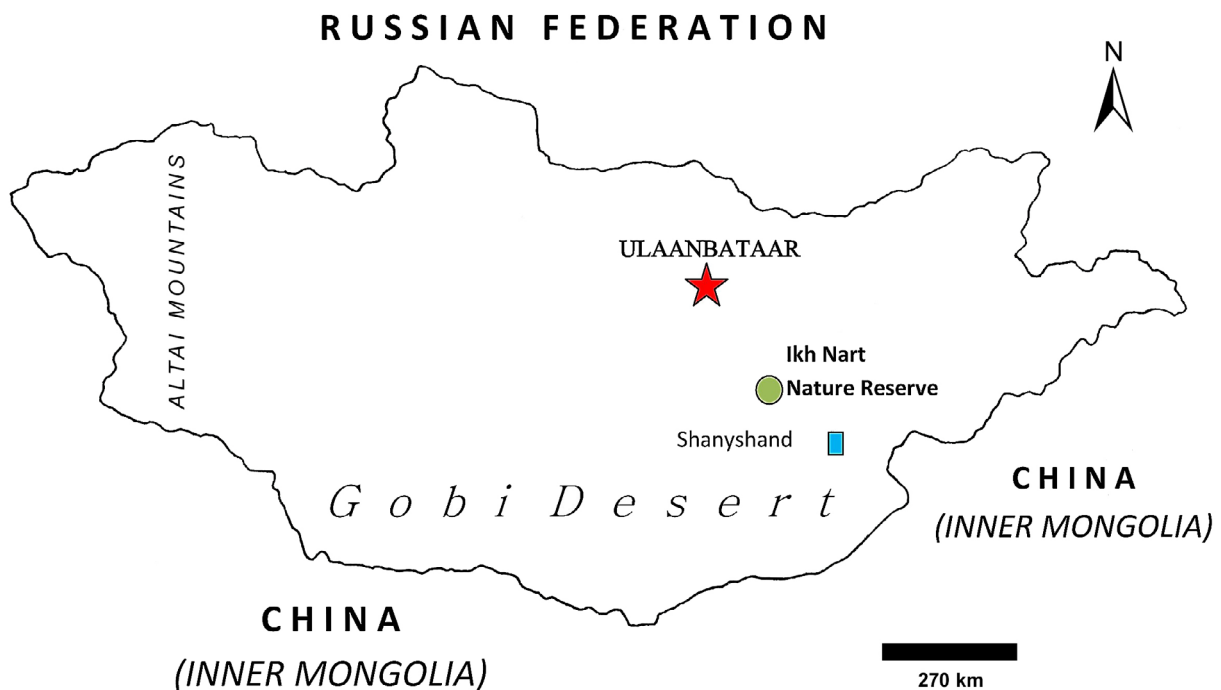 RUSSIAN FEDERATION
N
ALTAI MOUNTAINS
ULAANBATAAR
Ikh Nart
Nature Reserve
Shanyshand
Gobi Desert
CHINA
(INNER MONGOLIA)
CHINA
(INNER MONGOLIA)
270 km